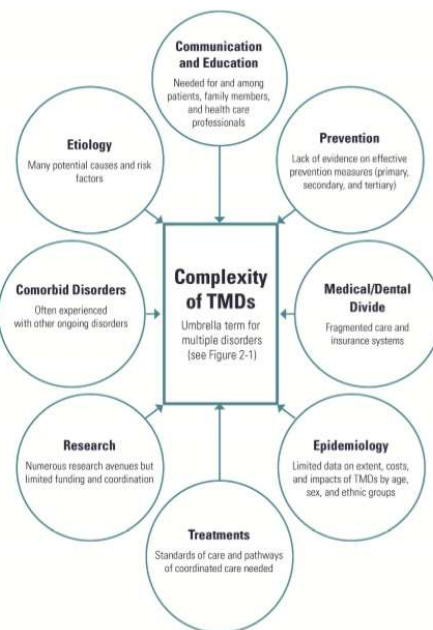 Communication
and Education
Needed for and among
patients, family members,
and health care
professionals
Etiology
Many potential causes and risk
factors
Prevention
Lack of evidence on effective
prevention measures (primary,
secondary, and tertiary)
Complexity
of TMDs
Umbrella term for
multiple disorders
(see Figure 2-1)
Comorbid Disorders
Often experienced
with other ongoing disorders
Medical/Dental
Divide
Fragmented care and
insurance systems
Research
Numerous research avenues but
limited funding and coordination
Epidemiology
Limited data on extent, costs,
and impacts of TMDs by age,
sex, and ethnic groups
Treatments
Standards of care and pathways
of coordinated care needed